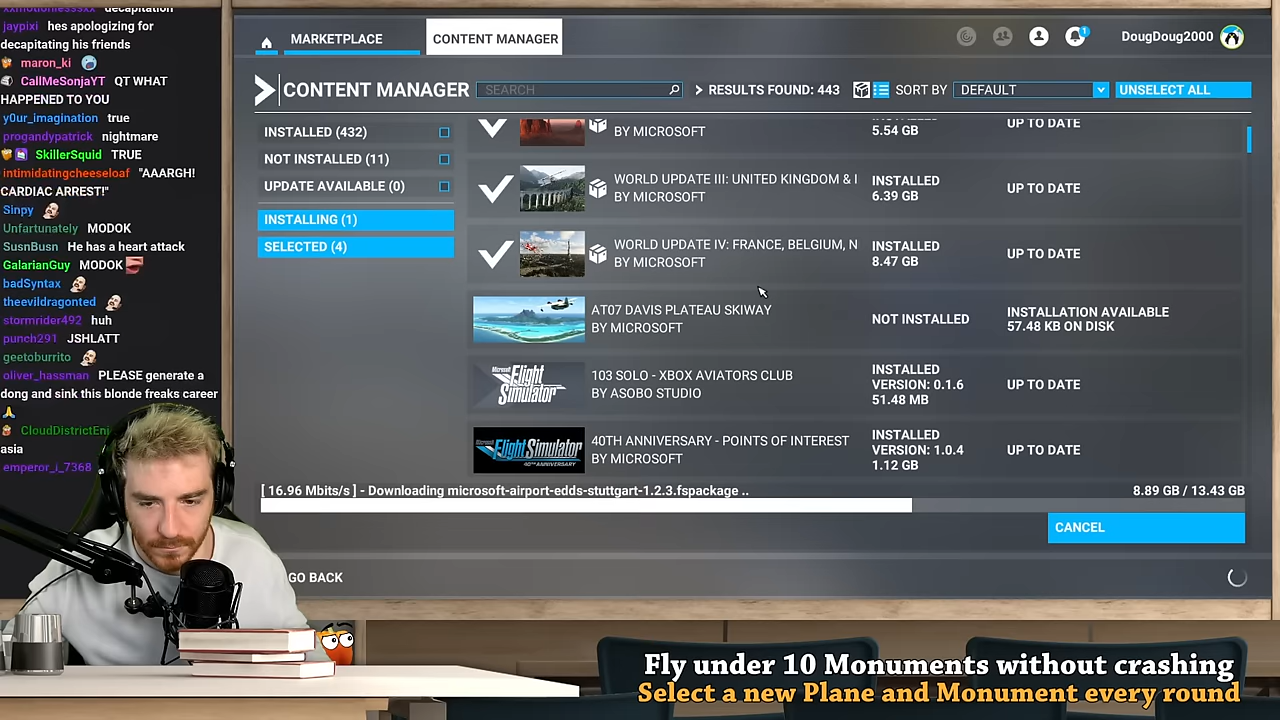 decapitation
jaypixi hes apologizing for
decapitating his friends
maron_ki
CallMeSonjaYT QT WHAT
HAPPENED TO YOU
y0ur_imagination true
progandypatrick nightmare
SkillerSquid TRUE
intimidatingcheeseloaf "AAARGH!
CARDIAC ARREST!"
Sinpy
Unfortunately MODOK
SusnBusn He has a heart attack
GalarianGuy MODOK
badSyntax
theevildragonted
stormrider492 huh
punch291 JSHLATT
geetoburrito
oliver_hassman PLEASE generate a
dong and sink this blonde freaks career
CloudDistrictEni
asia
emperor_i_7368
MARKETPLACE
CONTENT MANAGER
1
DougDoug2000
CONTENT MANAGER
SEARCH
RESULTS FOUND: 443
SORT BY
DEFAULT
UNSELECT ALL
INSTALLED (432)
NOT INSTALLED (11)
UPDATE AVAILABLE (0)
INSTALLING (1)
SELECTED (4)
BY MICROSOFT
INSTALLED
5.54 GB
UP TO DATE
WORLD UPDATE III: UNITED KINGDOM & I
BY MICROSOFT
INSTALLED
6.39 GB
UP TO DATE
WORLD UPDATE IV: FRANCE, BELGIUM, N
BY MICROSOFT
INSTALLED
8.47 GB
UP TO DATE
AT07 DAVIS PLATEAU SKIWAY
BY MICROSOFT
NOT INSTALLED
INSTALLATION AVAILABLE
57.48 KB ON DISK
Microsoft
Flight
Simulator
103 SOLO - XBOX AVIATORS CLUB
BY ASOBO STUDIO
INSTALLED
VERSION: 0.1.6
51.48 MB
UP TO DATE
Microsoft
FlightSimulator
40TH ANNIVERSARY
40TH ANNIVERSARY - POINTS OF INTEREST
BY MICROSOFT
INSTALLED
VERSION: 1.0.4
1.12 GB
UP TO DATE
[ 16.96 Mbits/s ] - Downloading microsoft-airport-edds-stuttgart-1.2.3.fspackage ..
8.89 GB / 13.43 GB
CANCEL
GO BACK
Fly under 10 Monuments without crashing
Select a new Plane and Monument every round